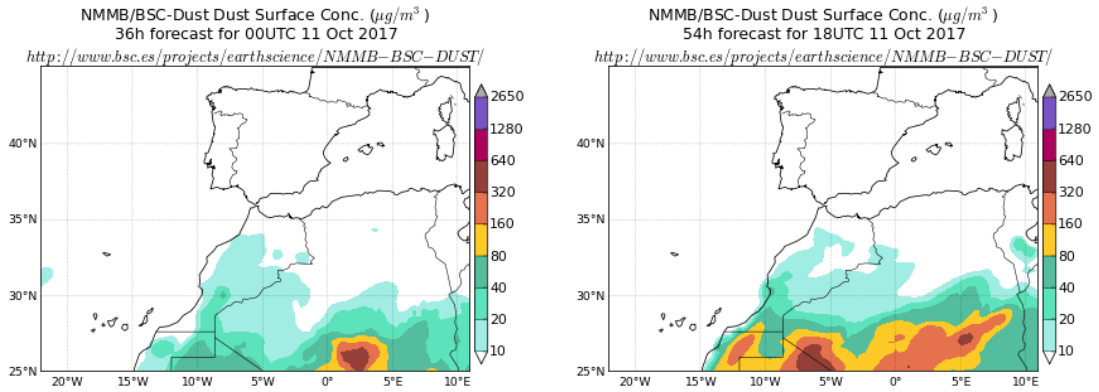 NMMB/BSC-Dust Dust Surface Conc. (μg/m³ )
36h forecast for 00UTC 11 Oct 2017
http://www.bsc.es/projects/earthscience/NMMB−BSC−DUST/
40°N
35°N
30°N
25°N
20°W
15°W
10°W
5°W
0°
5°E
10°E
2650
1280
640
320
160
80
40
20
10
NMMB/BSC-Dust Dust Surface Conc. (μg/m³ )
54h forecast for 18UTC 11 Oct 2017
http://www.bsc.es/projects/earthscience/NMMB−BSC−DUST/
40°N
35°N
30°N
25°N
20°W
15°W
10°W
5°W
0°
5°E
10°E
2650
1280
640
320
160
80
40
20
10